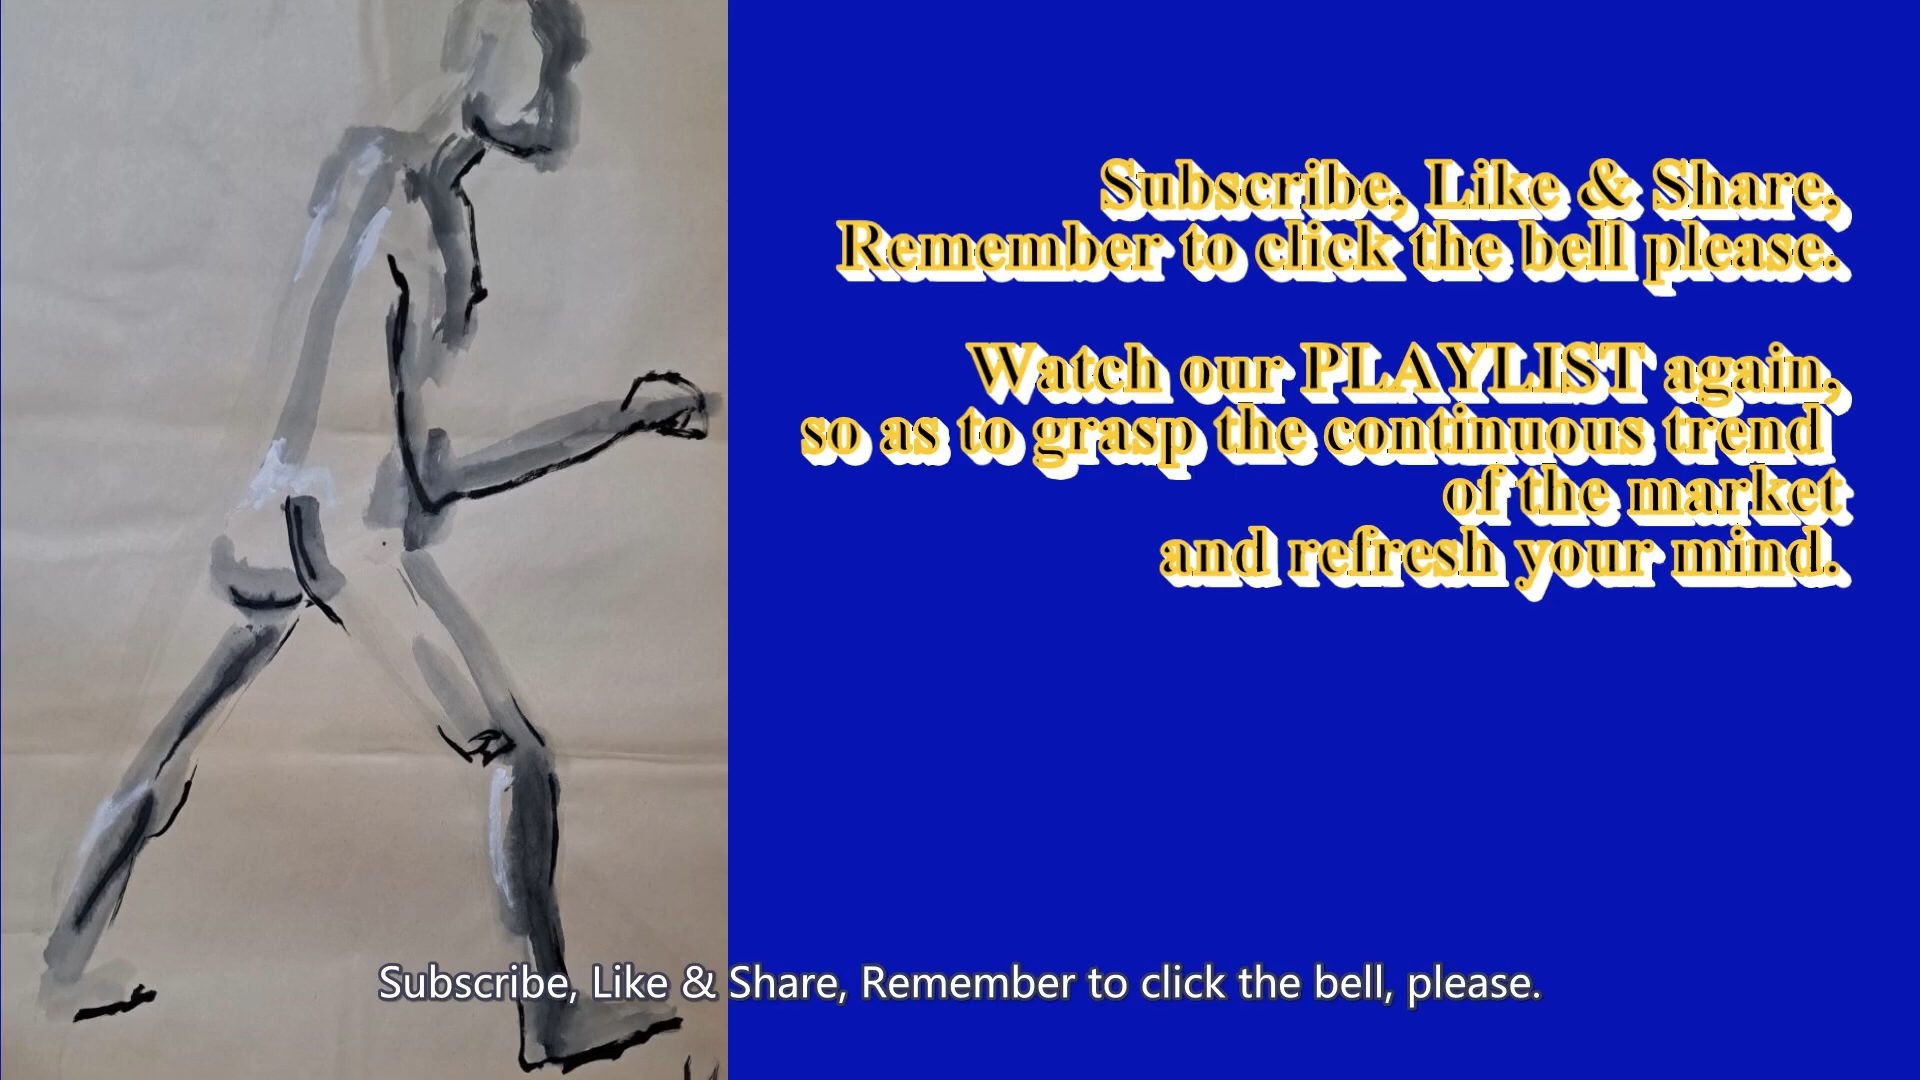 Subscribe, Like & Share,
Remember to click the bell please.
Watch our PLAYLIST again,
so as to grasp the continuous trend
of the market
and refresh your mind.
Subscribe, Like & Share, Remember to click the bell, please.